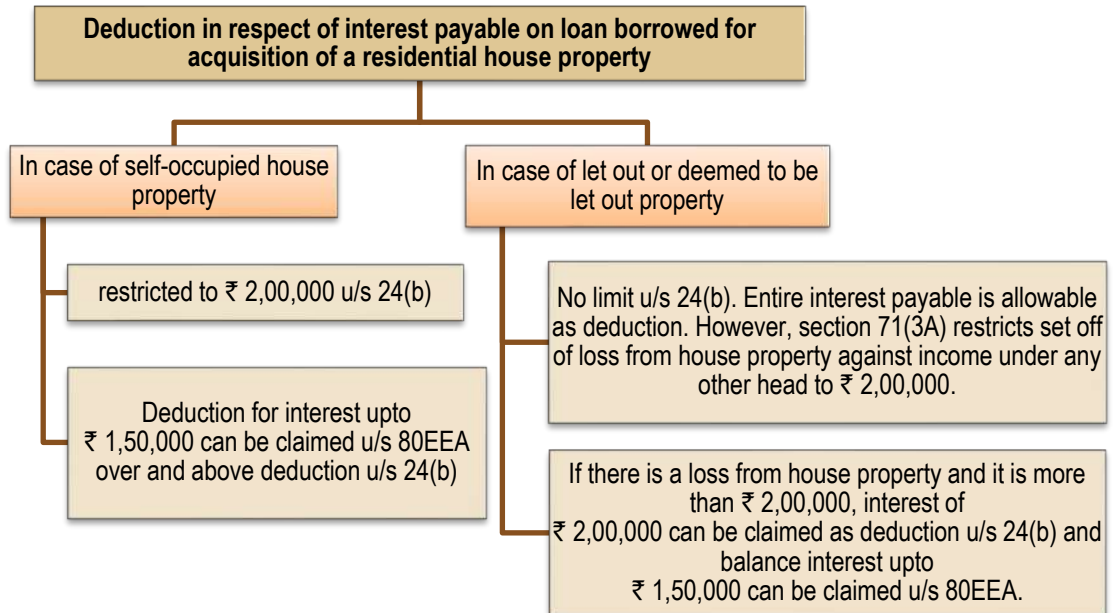 Deduction in respect of interest payable on loan borrowed for
acquisition of a residential house property
In case of self-occupied house
property
restricted to ₹ 2,00,000 u/s 24(b)
Deduction for interest upto
₹ 1,50,000 can be claimed u/s 80EEA
over and above deduction u/s 24(b)
In case of let out or deemed to be
let out property
No limit u/s 24(b). Entire interest payable is allowable
as deduction. However, section 71(3A) restricts set off
of loss from house property against income under any
other head to ₹ 2,00,000.
If there is a loss from house property and it is more
than ₹ 2,00,000, interest of
₹ 2,00,000 can be claimed as deduction u/s 24(b) and
balance interest upto
₹ 1,50,000 can be claimed u/s 80EEA.